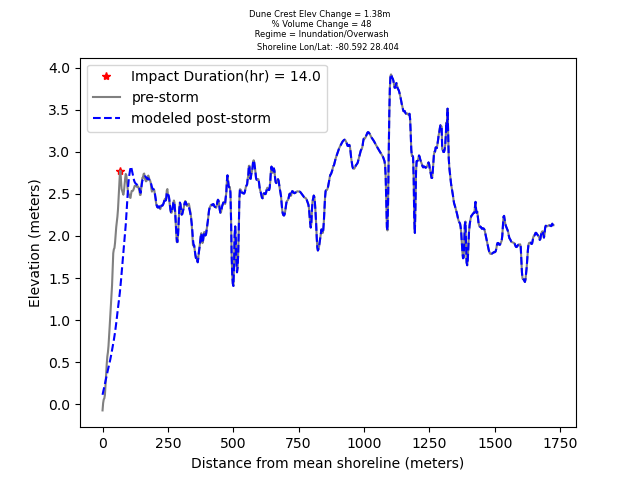 Dune Crest Elev Change = 1.38m
% Volume Change = 48
Regime = Inundation/Overwash
Shoreline Lon/Lat: -80.592 28.404
Impact Duration(hr) = 14.0
pre-storm
modeled post-storm
Elevation (meters)
4.0
3.5
3.0
2.5
2.0
1.5
1.0
0.5
0.0
0 250 500 750 1000 1250 1500 1750
Distance from mean shoreline (meters)